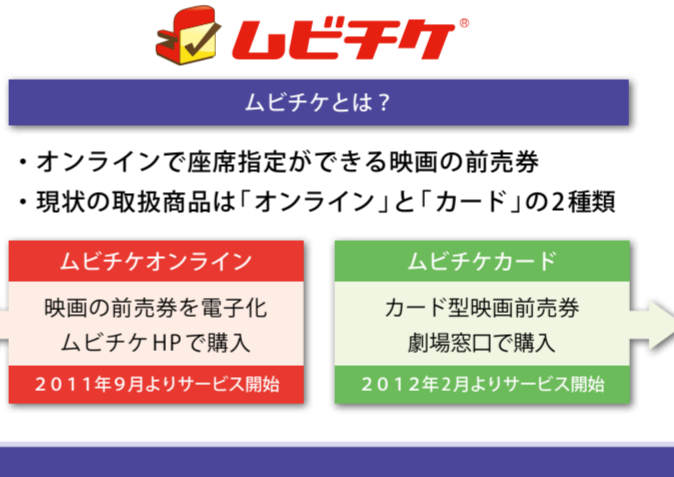 ムビチケ®
ムビチケとは？
・オンラインで座席指定ができる映画の前売券
・現状の取扱商品は「オンライン」と「カード」の2種類
ムビチケオンライン
映画の前売券を電子化
ムビチケHPで購入
２０１１年９月よりサービス開始
ムビチケカード
カード型映画前売券
劇場窓口で購入
２０１２年２月よりサービス開始